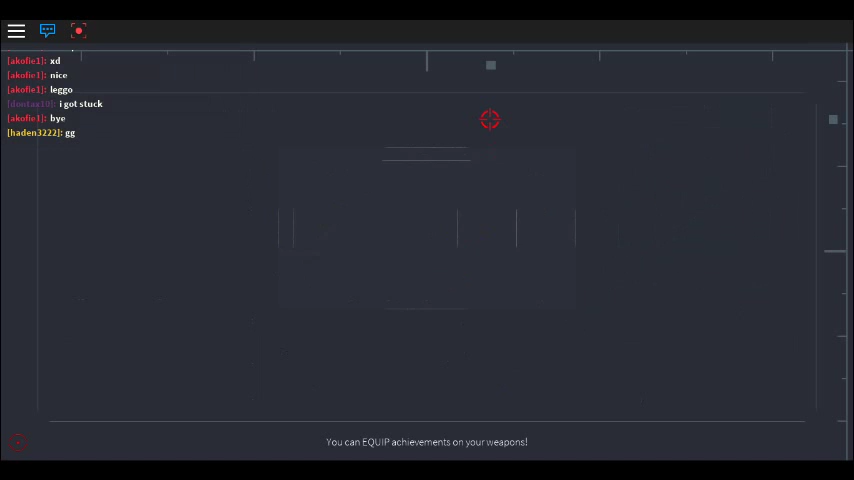 [akofie1]: xd
[akofie1]: nice
[akofie1]: leggo
[dontax10]: i got stuck
[akofie1]: bye
[haden3222]: gg
You can EQUIP achievements on your weapons!